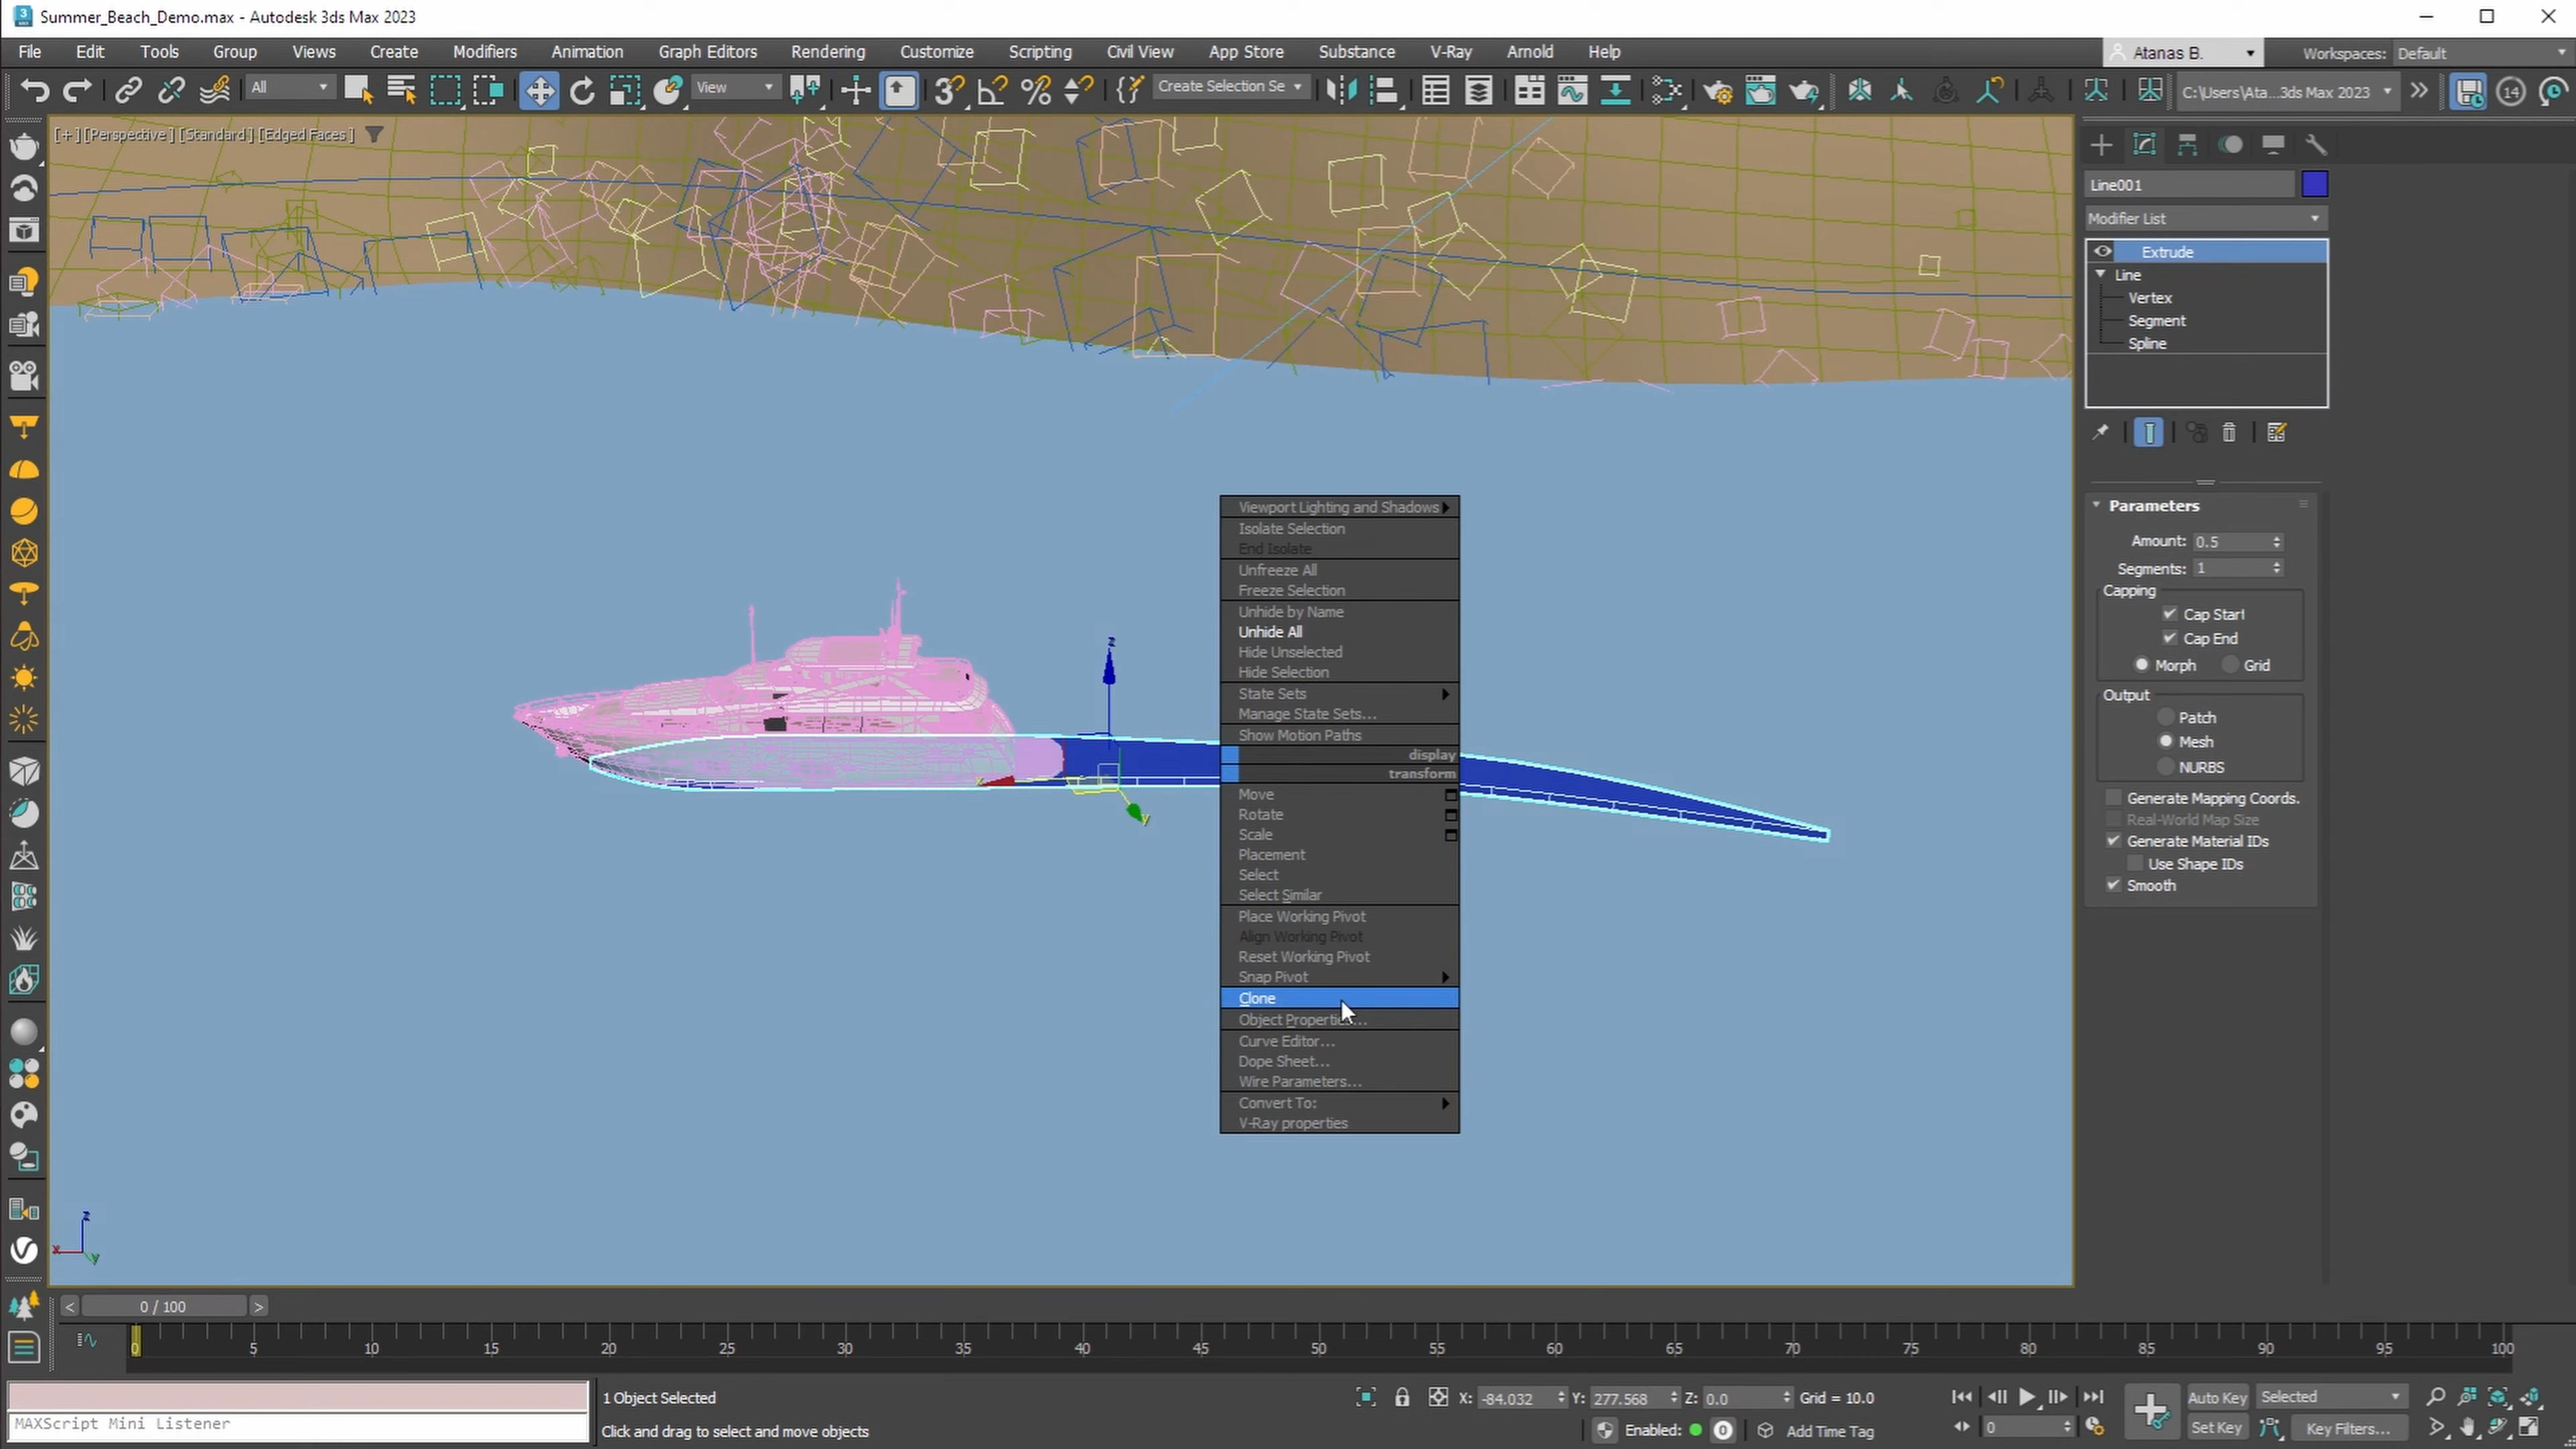 Summer_Beach_Demo.max - Autodesk 3ds Max 2023
File Edit Tools Group Views Create Modifiers Animation Graph Editors Rendering Customize Scripting Civil View App Store Substance V-Ray Arnold Help
Atanas B. Workspaces: Default
All View Create Selection Se C:\Users\Ata...3ds Max 2023 14
[+] [Perspective] [Standard] [Edged Faces]
Line001
Modifier List
Extrude
Line
Vertex
Segment
Spline
Parameters
Amount: 0.5
Segments: 1
Capping
Cap Start
Cap End
Morph Grid
Output
Patch
Mesh
NURBS
Generate Mapping Coords.
Real-World Map Size
Generate Material IDs
Use Shape IDs
Smooth
Viewport Lighting and Shadows
Isolate Selection
End Isolate
Unfreeze All
Freeze Selection
Unhide by Name
Unhide All
Hide Unselected
Hide Selection
State Sets
Manage State Sets...
Show Motion Paths
display
transform
Move
Rotate
Scale
Placement
Select
Select Similar
Place Working Pivot
Align Working Pivot
Reset Working Pivot
Snap Pivot
Clone
Object Properties...
Curve Editor...
Dope Sheet...
Wire Parameters...
Convert To:
V-Ray properties
z
x
y
z
x
y
< 0 / 100 >
0 5 10 15 20 25 30 35 40 45 50 55 60 65 70 75 80 85 90 95 100
1 Object Selected X: -84.032 Y: 277.568 Z: 0.0 Grid = 10.0 Auto Key Selected
MAXScript Mini Listener
Click and drag to select and move objects Enabled: 0 Add Time Tag 0 Set Key Key Filters...